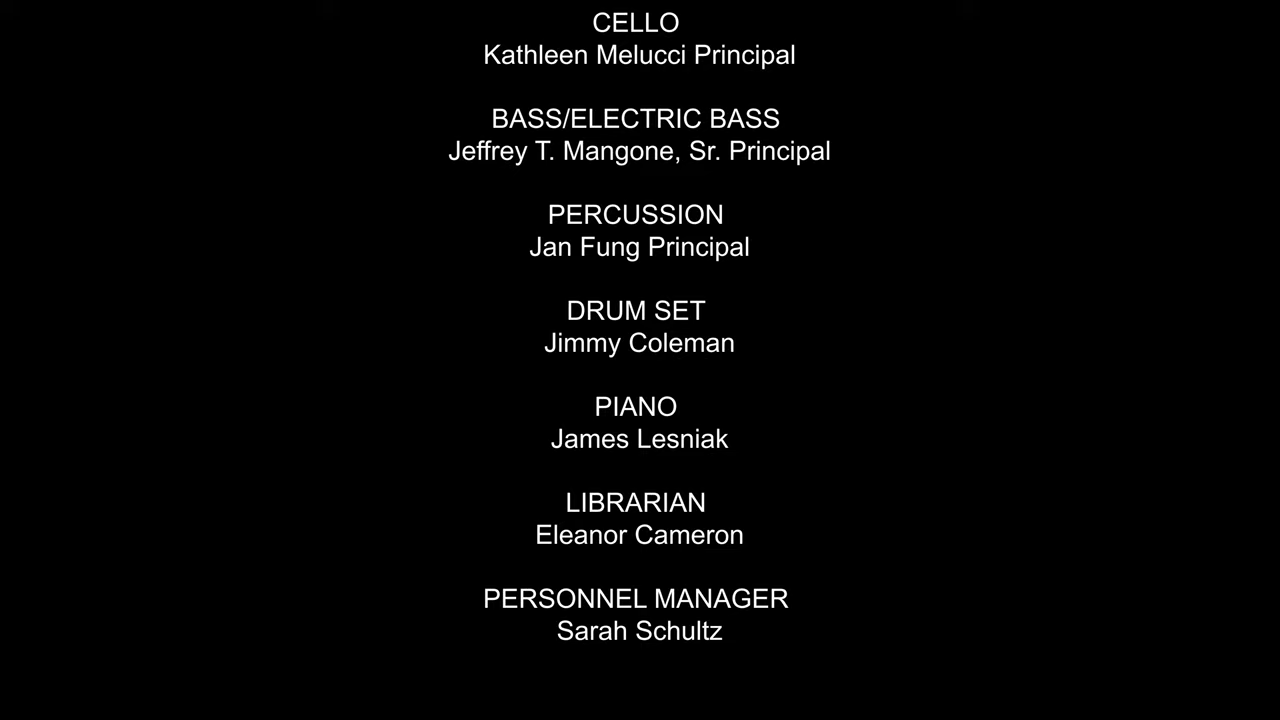 CELLO
Kathleen Melucci Principal
BASS/ELECTRIC BASS
Jeffrey T. Mangone, Sr. Principal
PERCUSSION
Jan Fung Principal
DRUM SET
Jimmy Coleman
PIANO
James Lesniak
LIBRARIAN
Eleanor Cameron
PERSONNEL MANAGER
Sarah Schultz